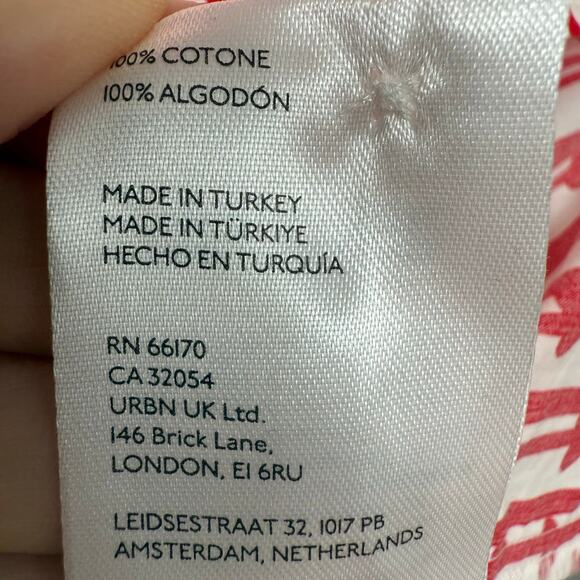 100% COTONE
100% ALGODÓN
MADE IN TURKEY
MADE IN TÜRKIYE
HECHO EN TURQUÍA
RN 66170
CA 32054
URBN UK Ltd.
146 Brick Lane,
LONDON, E1 6RU
LEIDSESTRAAT 32, 1017 PB
AMSTERDAM, NETHERLANDS